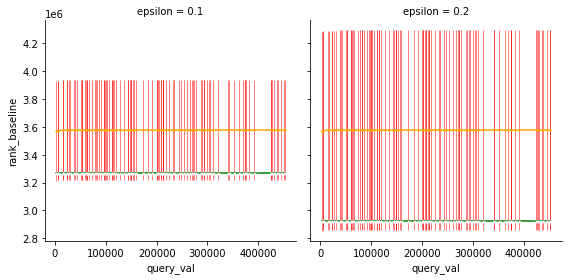 1e6
epsilon = 0.1
epsilon = 0.2
rank_baseline
4.2
4.0
3.8
3.6
3.4
3.2
3.0
2.8
0 100000 200000 300000 400000
0 100000 200000 300000 400000
query_val
query_val